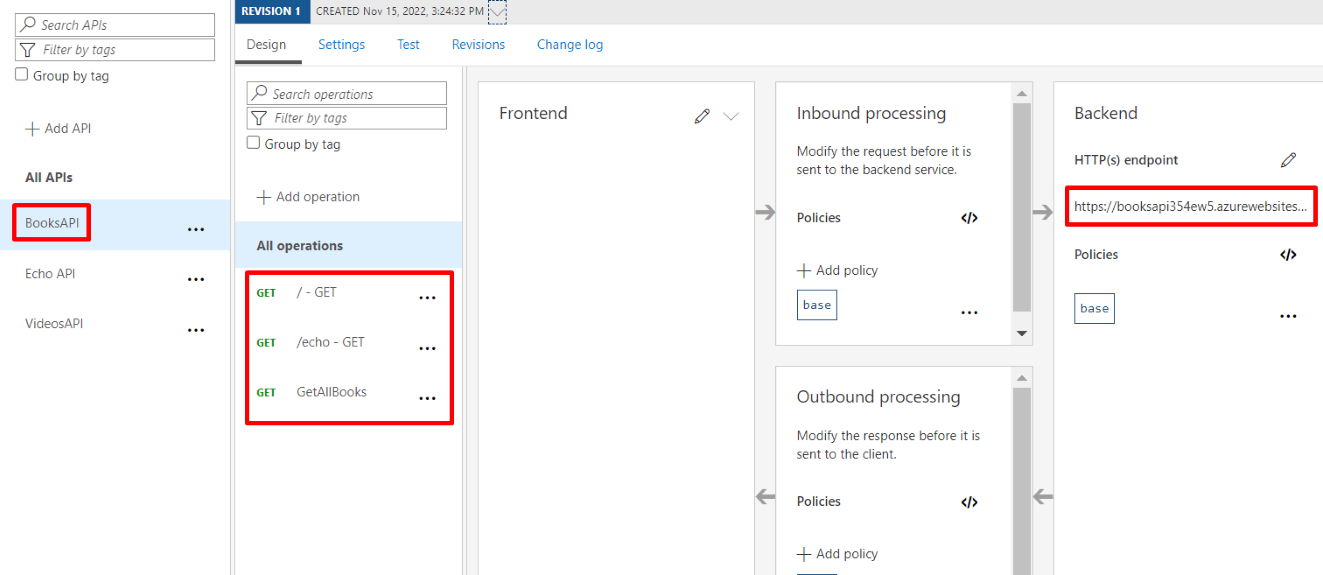 Search APIs
Filter by tags
Group by tag
Add API
All APIs
BooksAPI
...
Echo API
...
VideosAPI
...
REVISION 1
CREATED Nov 15, 2022, 3:24:32 PM
Design
Settings
Test
Revisions
Change log
Search operations
Filter by tags
Group by tag
Add operation
All operations
GET / - GET
...
GET /echo - GET
...
GET GetAllBooks
...
Frontend
Inbound processing
Modify the request before it is
sent to the backend service.
Policies </>
+ Add policy
base
...
Outbound processing
Modify the response before it is
sent to the client.
Policies </>
+ Add policy
Backend
HTTP(s) endpoint
https://booksapi354ew5.azurewebsites...
Policies </>
base
...